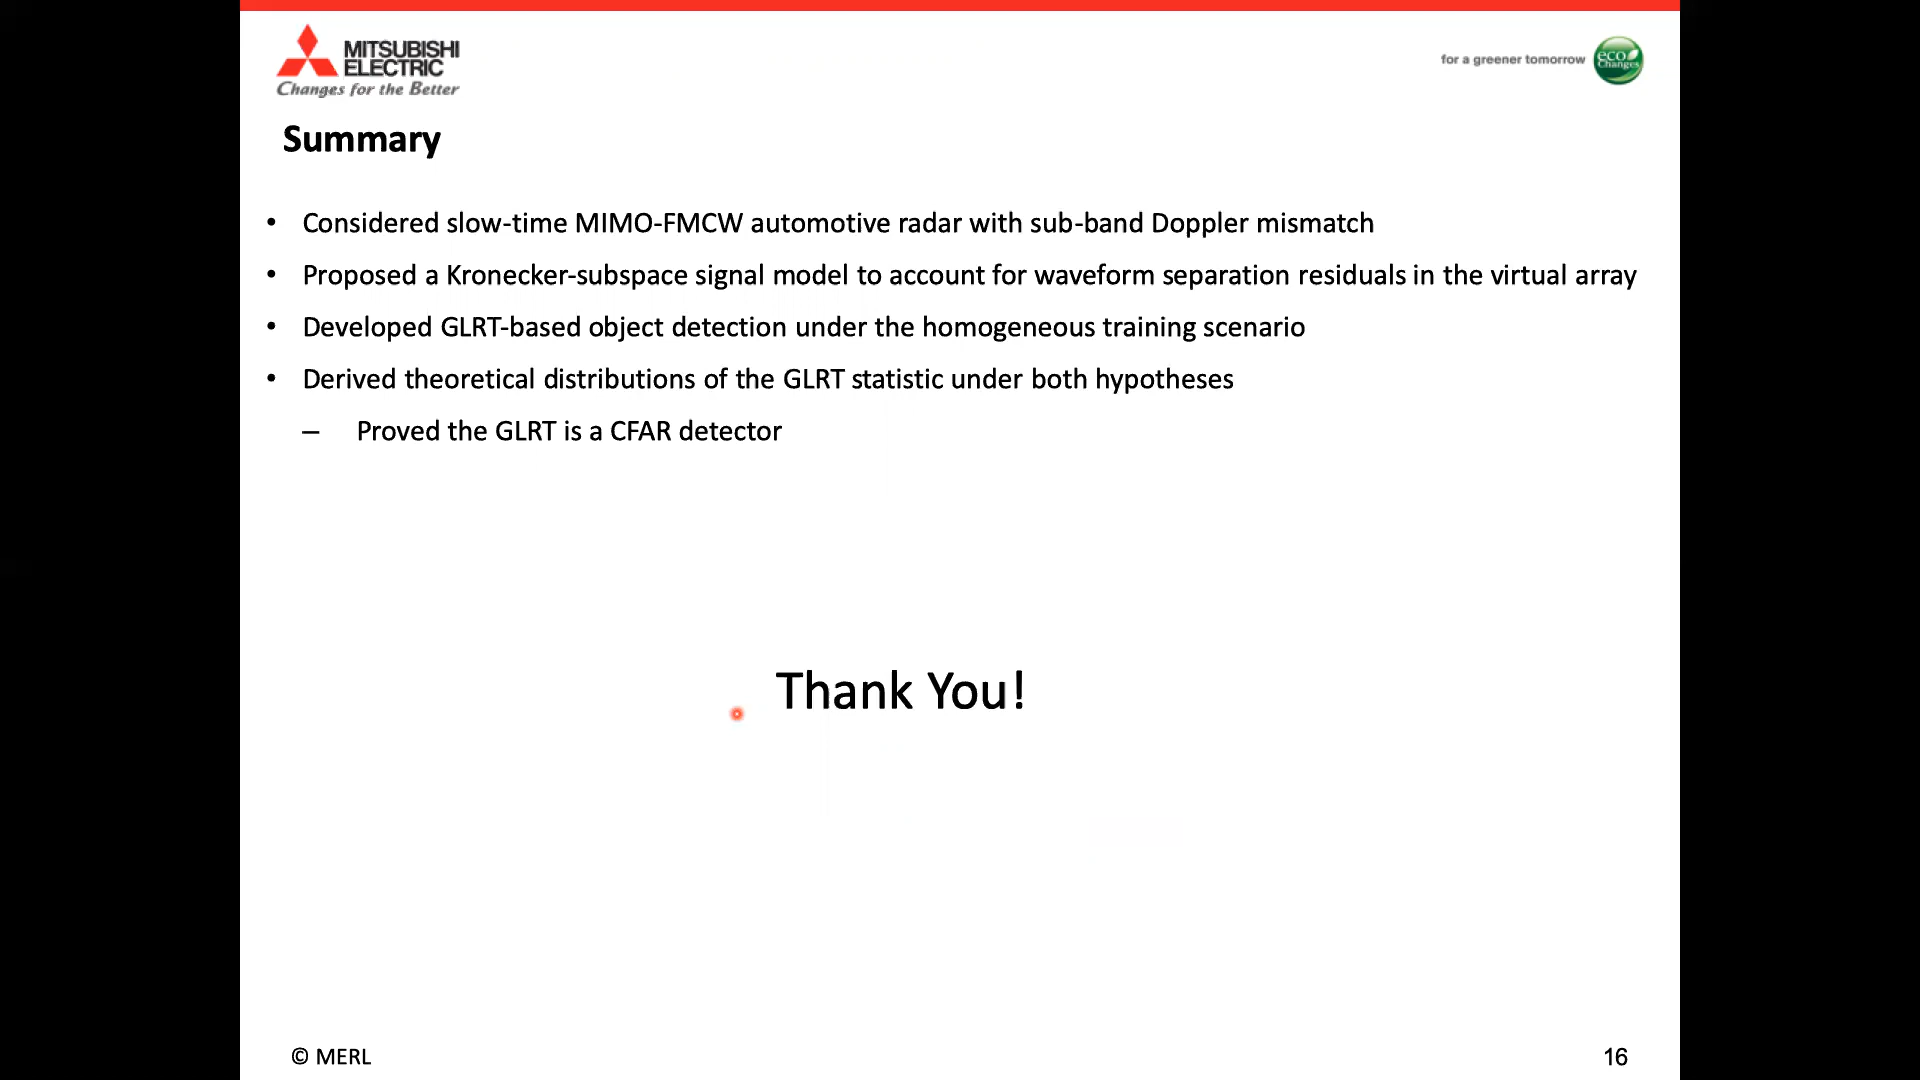 MITSUBISHI
ELECTRIC
Changes for the Better
for a greener tomorrow
eco
Changes
Summary
• Considered slow-time MIMO-FMCW automotive radar with sub-band Doppler mismatch
• Proposed a Kronecker-subspace signal model to account for waveform separation residuals in the virtual array
• Developed GLRT-based object detection under the homogeneous training scenario
• Derived theoretical distributions of the GLRT statistic under both hypotheses
– Proved the GLRT is a CFAR detector
Thank You!
© MERL
16